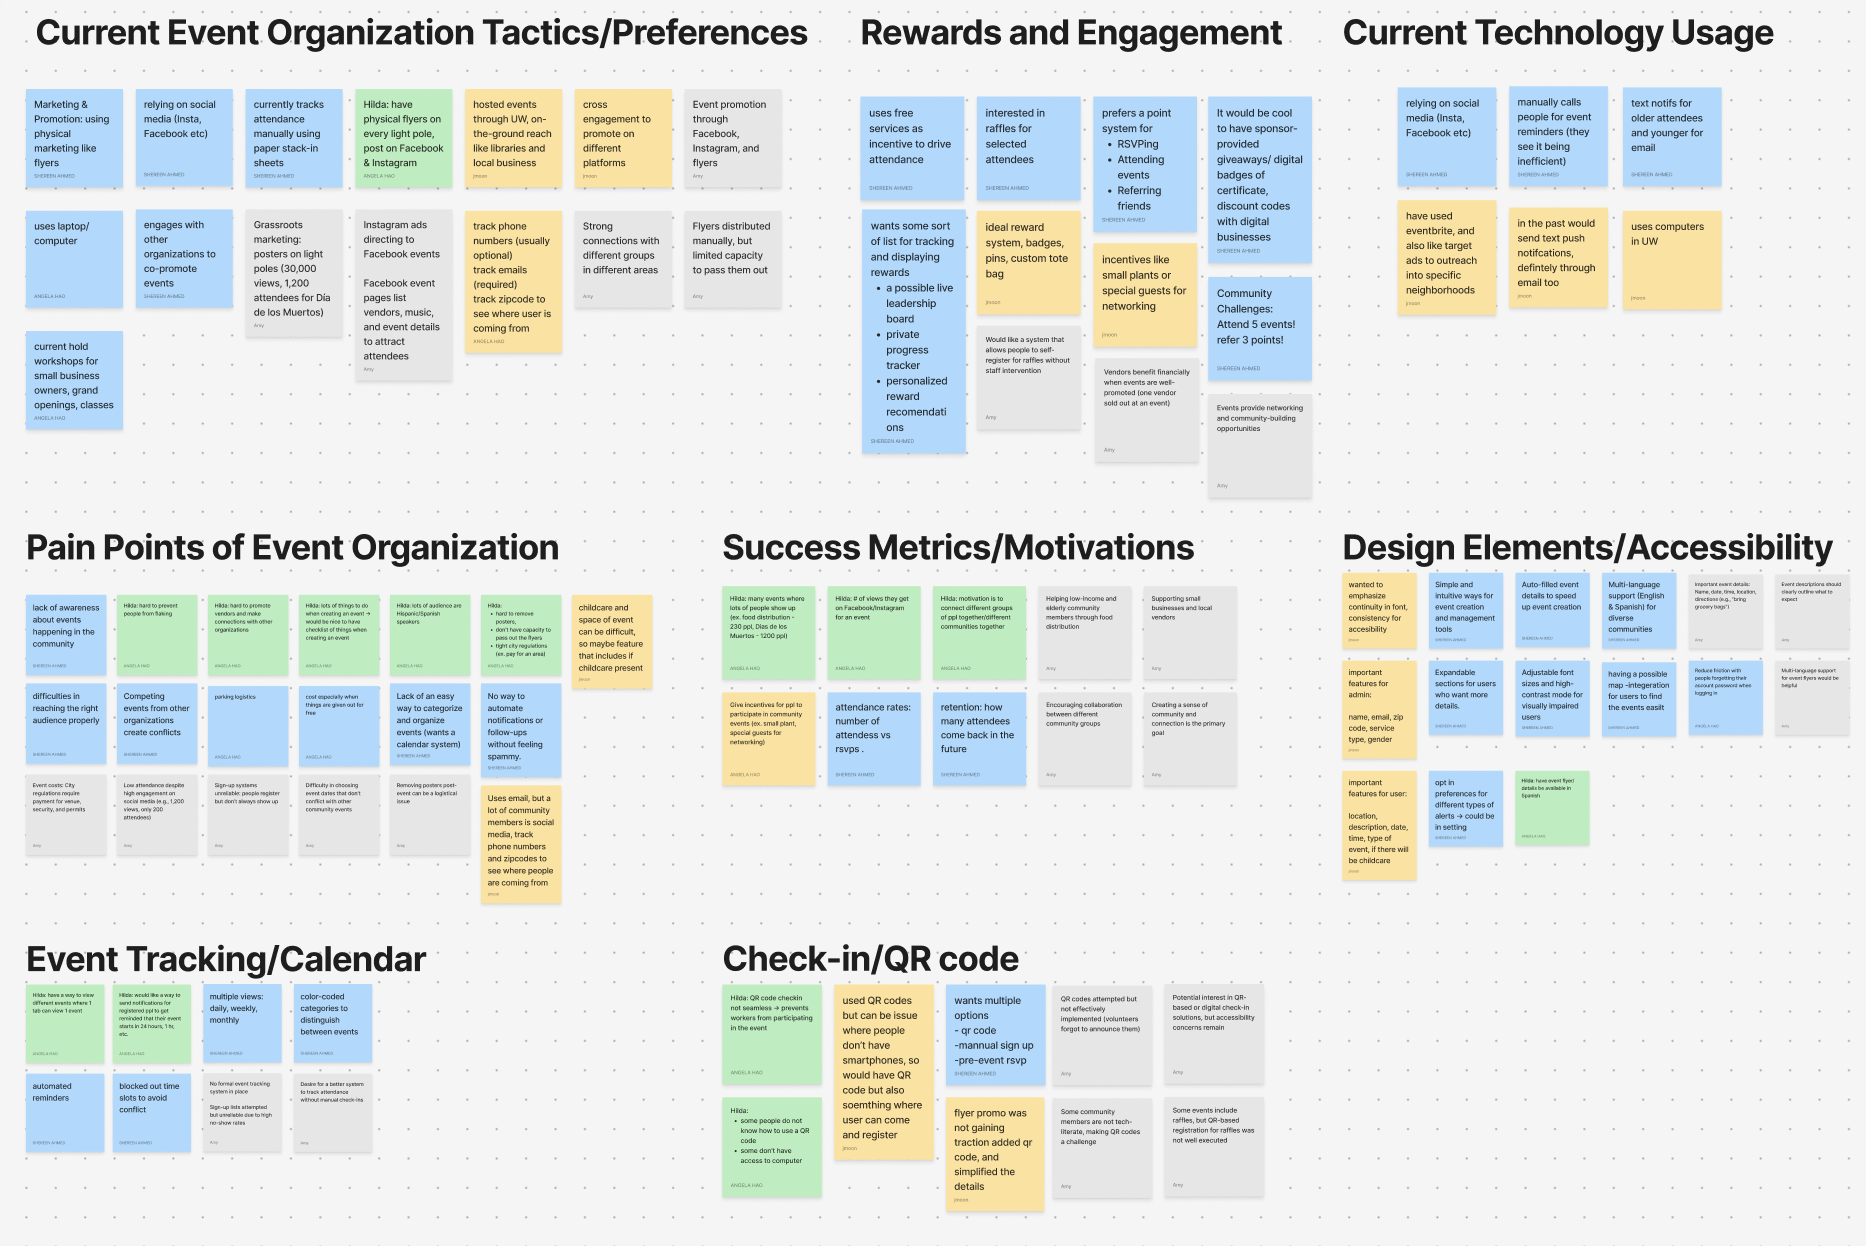 Current Event Organization Tactics/Preferences
Marketing &
Promotion: using
physical
marketing like
flyers
SHEREEN AHMED
relying on social
media (Insta,
Facebook etc)
SHEREEN AHMED
currently tracks
attendance
manually using
paper stack-in
sheets
SHEREEN AHMED
Hilda: have
physical flyers on
every light pole,
post on Facebook
& Instagram
ANGELA HAO
hosted events
through UW, on-
the-ground reach
like libraries and
local business
jmoon
cross
engagement to
promote on
different
platforms
jmoon
Event promotion
through
Facebook,
Instagram, and
flyers
Amy
uses laptop/
computer
ANGELA HAO
engages with
other
organizations to
co-promote
events
SHEREEN AHMED
Grassroots
marketing:
posters on light
poles (30,000
views, 1,200
attendees for Día
de los Muertos)
Amy
Instagram ads
directing to
Facebook events
Facebook event
pages list
vendors, music,
and event details
to attract
attendees
Amy
track phone
numbers (usually
optional)
track emails
(required)
track zipcode to
see where user is
coming from
ANGELA HAO
Strong
connections with
different groups
in different areas
Amy
Flyers distributed
manually, but
limited capacity
to pass them out
Amy
current hold
workshops for
small business
owners, grand
openings, classes
ANGELA HAO
Rewards and Engagement
uses free
services as
incentive to drive
attendance
SHEREEN AHMED
interested in
raffles for
selected
attendees
SHEREEN AHMED
prefers a point
system for
• RSVPing
• Attending
events
• Referring
friends
SHEREEN AHMED
It would be cool
to have sponsor-
provided
giveaways/ digital
badges of
certificate,
discount codes
with digital
businesses
SHEREEN AHMED
wants some sort
of list for tracking
and displaying
rewards
• a possible live
leadership
board
• private
progress
tracker
• personalized
reward
recomendati
ons
SHEREEN AHMED
ideal reward
system, badges,
pins, custom tote
bag
jmoon
incentives like
small plants or
special guests for
networking
jmoon
Community
Challenges:
Attend 5 events!
refer 3 points!
SHEREEN AHMED
Would like a system that
allows people to self-
register for raffles without
staff intervention
Amy
Vendors benefit financially
when events are well-
promoted (one vendor
sold out at an event)
Amy
Events provide networking
and community-building
opportunities
Amy
Current Technology Usage
relying on social
media (Insta,
Facebook etc)
SHEREEN AHMED
manually calls
people for event
reminders (they
see it being
inefficient)
SHEREEN AHMED
text notifs for
older attendees
and younger for
email
SHEREEN AHMED
have used
eventbrite, and
also like target
ads to outreach
into specific
neighborhoods
jmoon
in the past would
send text push
notifcations,
defintely through
email too
jmoon
uses computers
in UW
jmoon
Pain Points of Event Organization
lack of awareness
about events
happening in the
community
SHEREEN AHMED
Hilda: hard to prevent
people from flaking
ANGELA HAO
Hilda: hard to promote
vendors and make
connections with other
organizations
ANGELA HAO
Hilda: lots of things to do
when creating an event →
would be nice to have
checklist of things when
creating an event
ANGELA HAO
Hilda: lots of audience are
Hispanic/Spanish
speakers
ANGELA HAO
Hilda:
• hard to remove
posters,
• don't have capacity to
pass out the flyers
• tight city regulations
(ex. pay for an area)
ANGELA HAO
childcare and
space of event
can be difficult,
so maybe feature
that includes if
childcare present
jmoon
difficulties in
reaching the right
audience properly
SHEREEN AHMED
Competing
events from other
organizations
create conflicts
SHEREEN AHMED
parking logistics
ANGELA HAO
cost especially when
things are given out for
free
ANGELA HAO
Lack of an easy
way to categorize
and organize
events (wants a
calendar system)
SHEREEN AHMED
No way to
automate
notifications or
follow-ups
without feeling
spammy.
SHEREEN AHMED
Event costs: City
regulations require
payment for venue,
security, and permits
Amy
Low attendance despite
high engagement on
social media (e.g., 1,200
views, only 200
attendees)
Amy
Sign-up systems
unreliable: people register
but don't always show up
Amy
Difficulty in choosing
event dates that don't
conflict with other
community events
Amy
Removing posters post-
event can be a logistical
issue
Amy
Uses email, but a
lot of community
members is social
media, track
phone numbers
and zipcodes to
see where people
are coming from
jmoon
Success Metrics/Motivations
Hilda: many events where
lots of people show up
(ex. food distribution -
230 ppl, Dias de los
Muertos - 1200 ppl)
ANGELA HAO
Hilda: # of views they get
on Facebook/Instagram
for an event
ANGELA HAO
Hilda: motivation is to
connect different groups
of ppl together/different
communities together
ANGELA HAO
Helping low-income and
elderly community
members through food
distribution
Amy
Supporting small
businesses and local
vendors
Amy
Give incentives for ppl to
participate in community
events (ex. small plant,
special guests for
networking)
ANGELA HAO
attendance rates:
number of
attendess vs
rsvps .
SHEREEN AHMED
retention: how
many attendees
come back in the
future
SHEREEN AHMED
Encouraging collaboration
between different
community groups
Amy
Creating a sense of
community and
connection is the primary
goal
Amy
Design Elements/Accessibility
wanted to
emphasize
continuity in font,
consistency for
accesibility
jmoon
Simple and
intuitive ways for
event creation
and management
tools
SHEREEN AHMED
Auto-filled event
details to speed
up event creation
SHEREEN AHMED
Multi-language
support (English
& Spanish) for
diverse
communities
SHEREEN AHMED
Important event details:
Name, date, time, location,
directions (e.g., "bring
grocery bags")
Amy
Event descriptions should
clearly outline what to
expect
Amy
important
features for
admin:
name, email, zip
code, service
type, gender
jmoon
Expandable
sections for users
who want more
details.
SHEREEN AHMED
Adjustable font
sizes and high-
contrast mode for
visually impaired
users
SHEREEN AHMED
having a possible
map -integeration
for users to find
the events easilt
SHEREEN AHMED
Reduce friction with
people forgetting their
account password when
logging in
ANGELA HAO
Multi-language support
for event flyers would be
helpful
Amy
important
features for user:
location,
description, date,
time, type of
event, if there will
be childcare
jmoon
opt in
preferences for
different types of
alerts → could be
in setting
SHEREEN AHMED
Hilda: have event flyed
details be available in
Spanish
ANGELA HAO
Event Tracking/Calendar
Hilda: have a way to view
different events where 1
tab can view 1 event
ANGELA HAO
Hilda: would like a way to
send notifications for
registered ppl to get
reminded that their event
starts in 24 hours, 1 hr,
etc.
ANGELA HAO
multiple views:
daily, weekly,
monthly
SHEREEN AHMED
color-coded
categories to
distinguish
between events
SHEREEN AHMED
automated
reminders
SHEREEN AHMED
blocked out time
slots to avoid
conflict
SHEREEN AHMED
No formal event tracking
system in place
Sign-up lists attempted
but unreliable due to high
no-show rates
Amy
Desire for a better system
to track attendance
without manual check-ins
Amy
Check-in/QR code
Hilda: QR code checkin
not seamless → prevents
workers from participating
in the event
ANGELA HAO
used QR codes
but can be issue
where people
don't have
smartphones, so
would have QR
code but also
soemthing where
user can come
and register
jmoon
wants multiple
options
- qr code
-mannual sign up
-pre-event rsvp
SHEREEN AHMED
QR codes attempted but
not effectively
implemented (volunteers
forgot to announce them)
Amy
Potential interest in QR-
based or digital check-in
solutions, but accessibility
concerns remain
Amy
Hilda:
• some people do not
know how to use a QR
code
• some don't have
access to computer
ANGELA HAO
flyer promo was
not gaining
traction added qr
code, and
simplified the
details
jmoon
Some community
members are not tech-
literate, making QR codes
a challenge
Amy
Some events include
raffles, but QR-based
registration for raffles was
not well executed
Amy